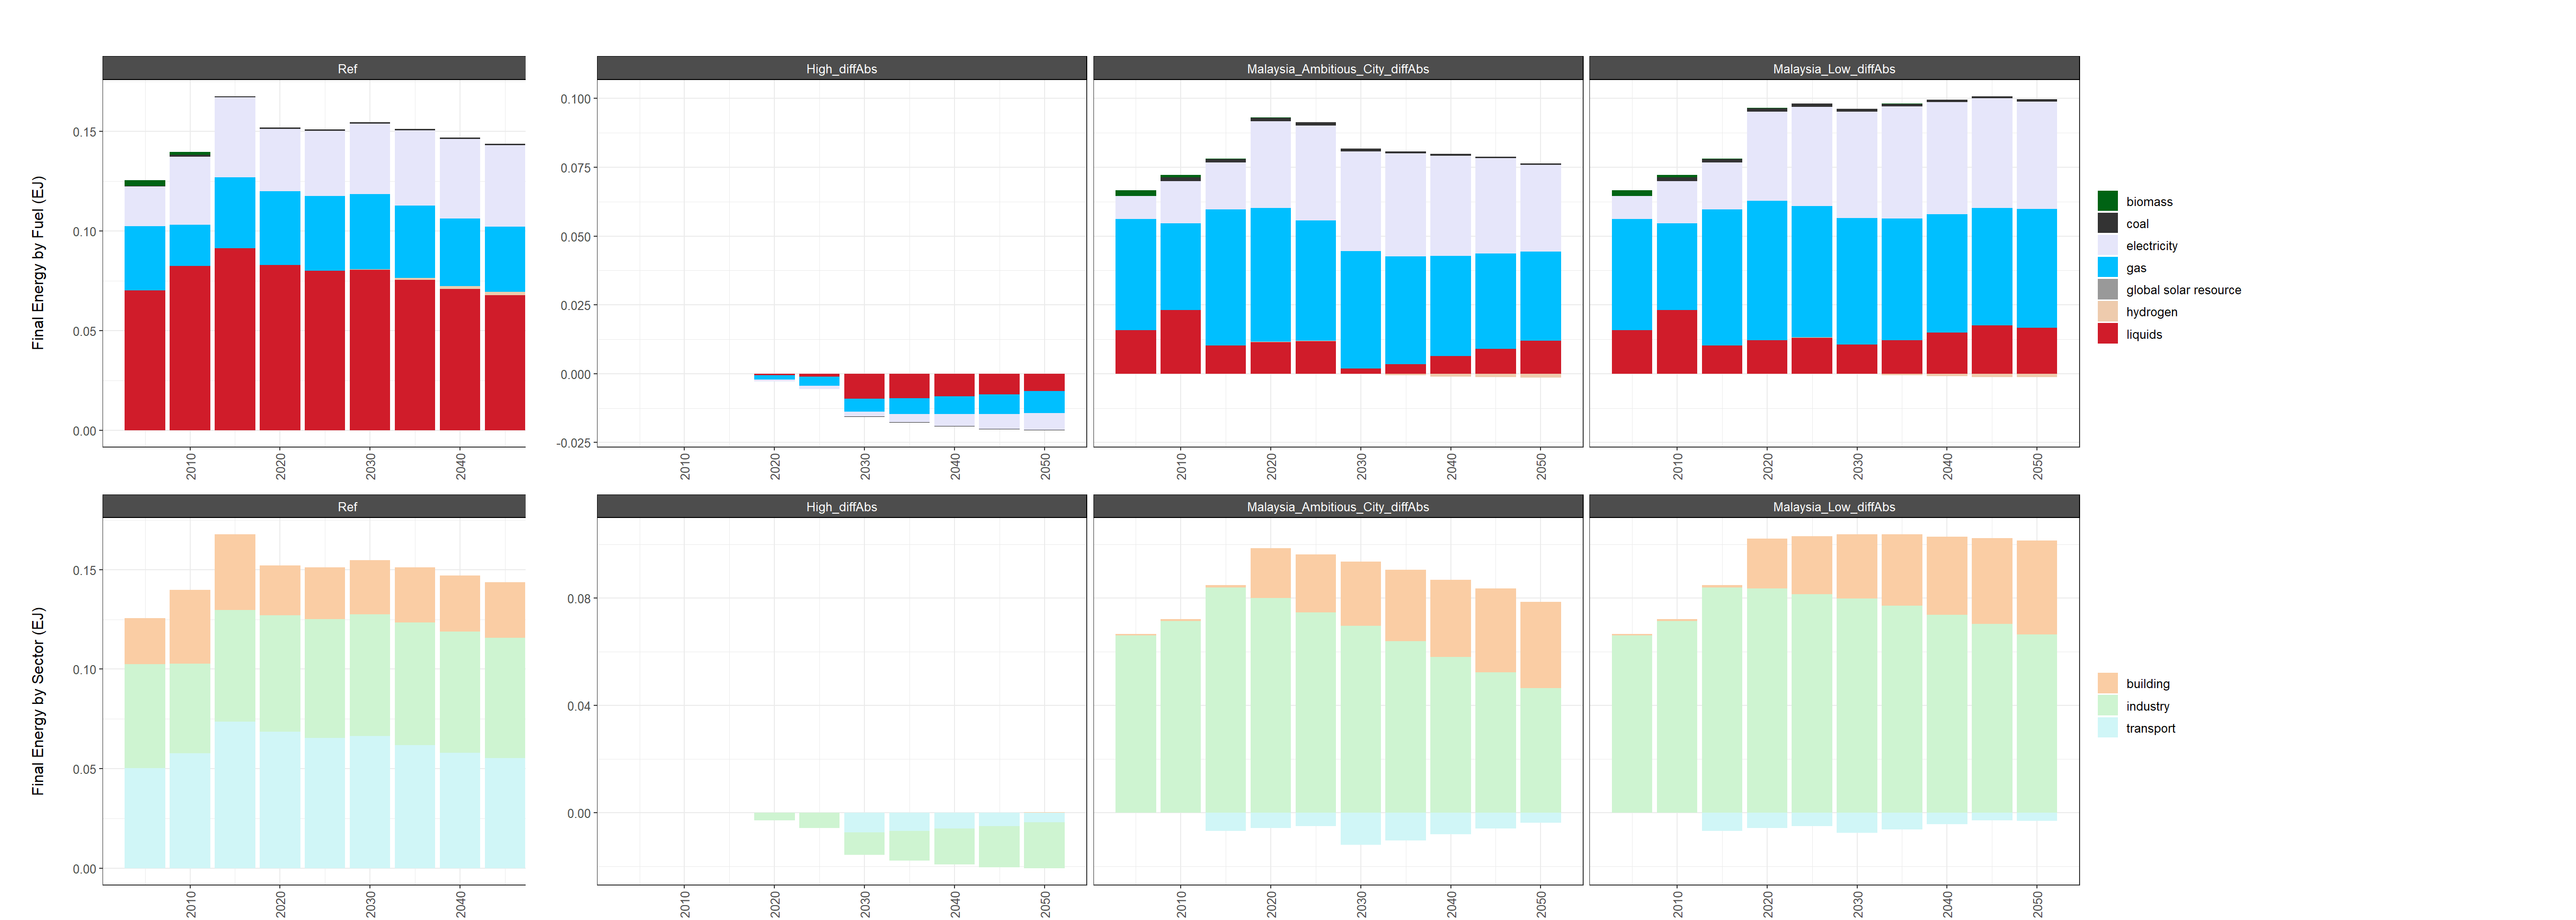 Ref
High_diffAbs
Malaysia_Ambitious_City_diffAbs
Malaysia_Low_diffAbs
Final Energy by Fuel (EJ)
0.15
0.10
0.05
0.00
0.100
0.075
0.050
0.025
0.000
-0.025
2010
2020
2030
2040
2010
2020
2030
2040
2050
2010
2020
2030
2040
2050
2010
2020
2030
2040
2050
biomass
coal
electricity
gas
global solar resource
hydrogen
liquids
Ref
High_diffAbs
Malaysia_Ambitious_City_diffAbs
Malaysia_Low_diffAbs
Final Energy by Sector (EJ)
0.15
0.10
0.05
0.00
0.08
0.04
0.00
2010
2020
2030
2040
2010
2020
2030
2040
2050
2010
2020
2030
2040
2050
2010
2020
2030
2040
2050
building
industry
transport